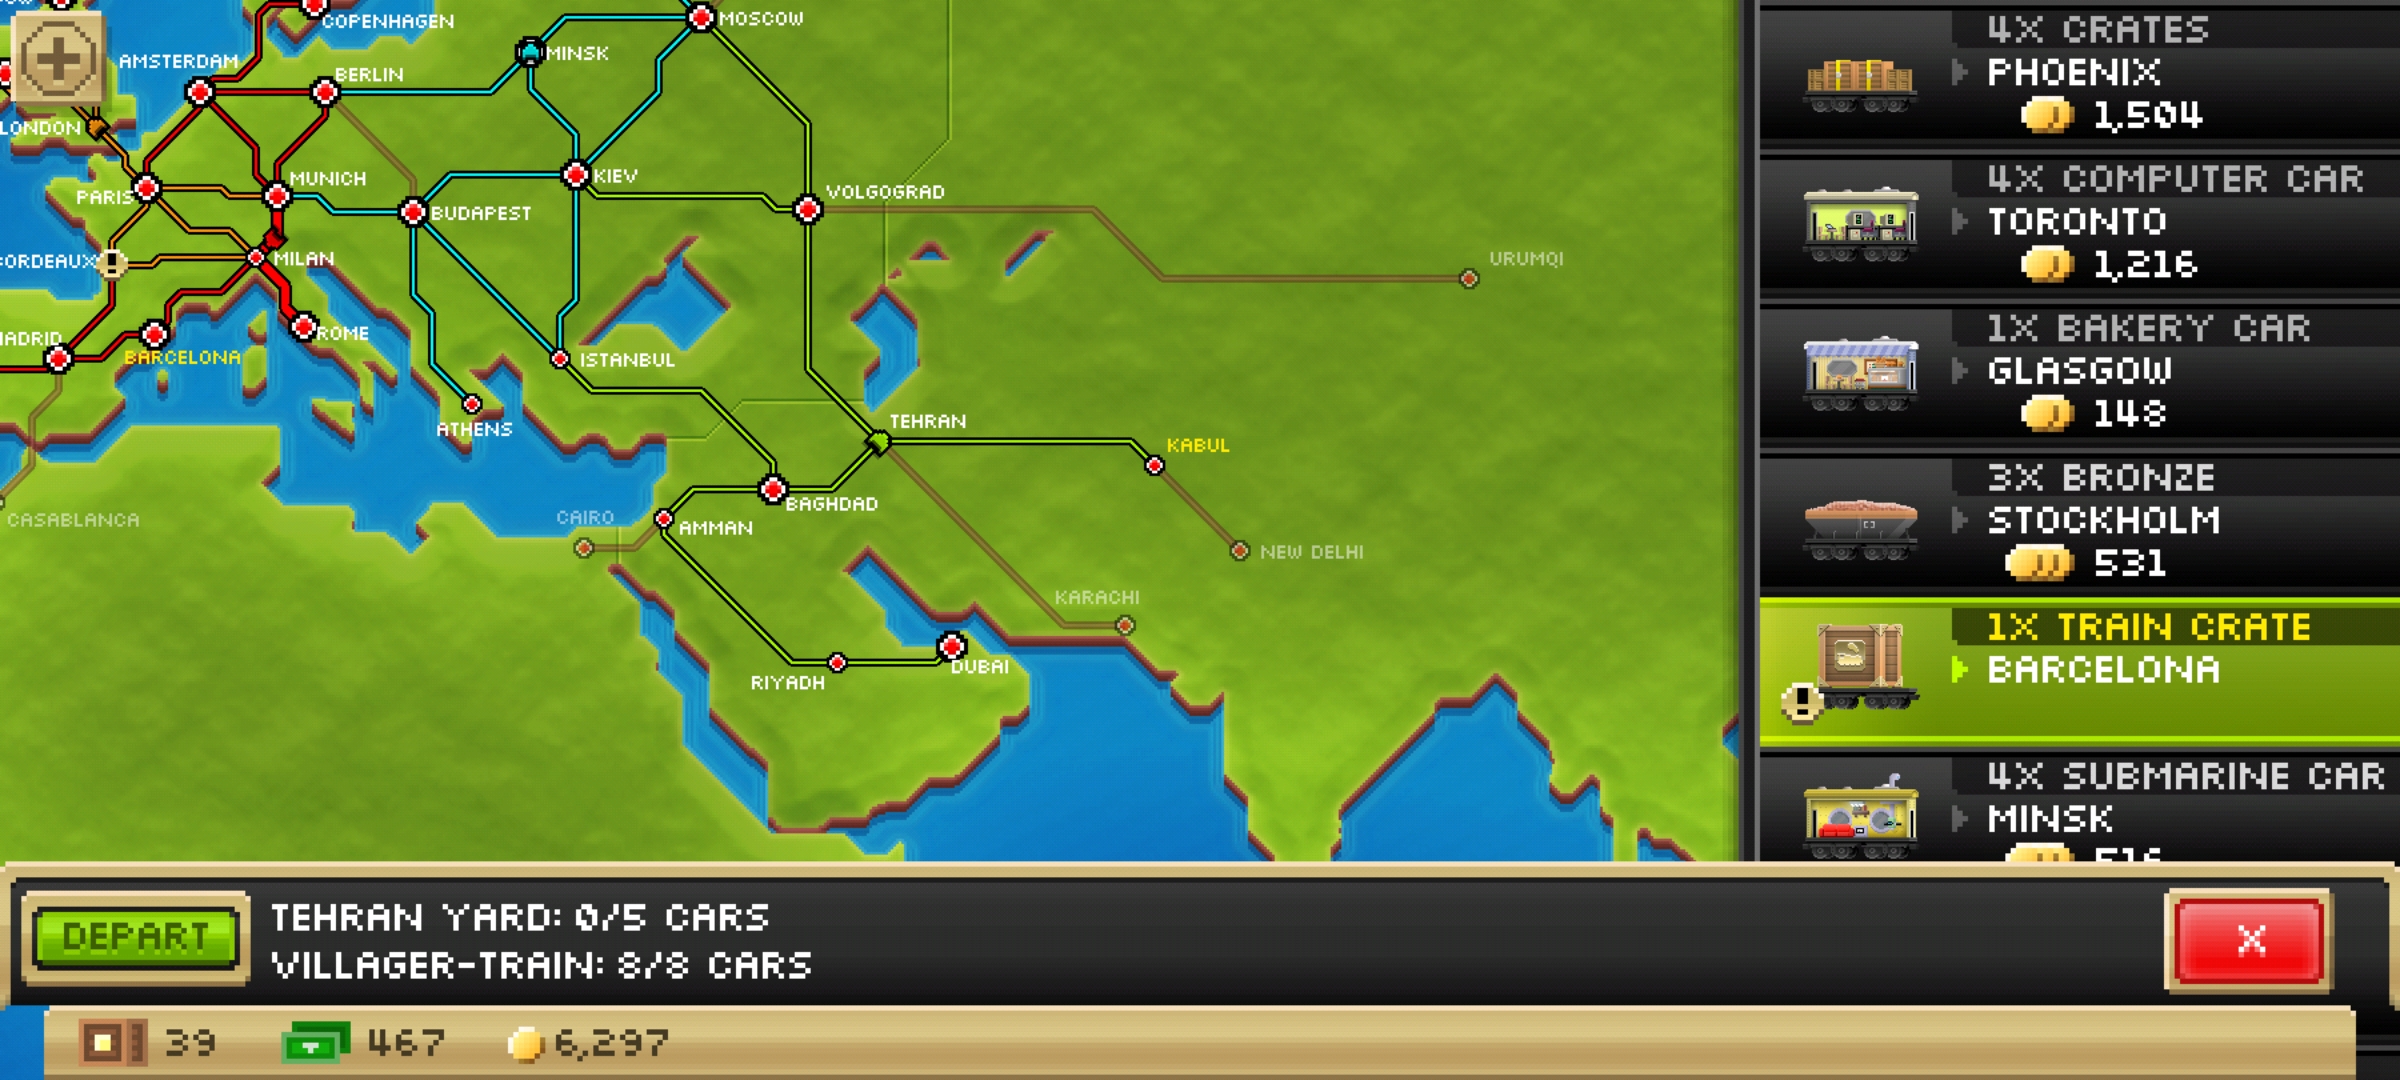 COPENHAGEN
MOSCOW
MINSK
AMSTERDAM
BERLIN
LONDON
PARIS
MUNICH
KIEV
BUDAPEST
VOLGOGRAD
ORDEAUX
MILAN
URUMQI
ADRID
ROME
BARCELONA
ISTANBUL
ATHENS
TEHRAN
KABUL
BAGHDAD
CASABLANCA
CAIRO
AMMAN
NEW DELHI
KARACHI
RIYADH
DUBAI
4X CRATES
PHOENIX
1,504
4X COMPUTER CAR
TORONTO
1,216
1X BAKERY CAR
GLASGOW
148
3X BRONZE
STOCKHOLM
531
1X TRAIN CRATE
BARCELONA
4X SUBMARINE CAR
MINSK
516
DEPART
TEHRAN YARD: 0/5 CARS
VILLAGER-TRAIN: 8/8 CARS
X
39
467
6,297